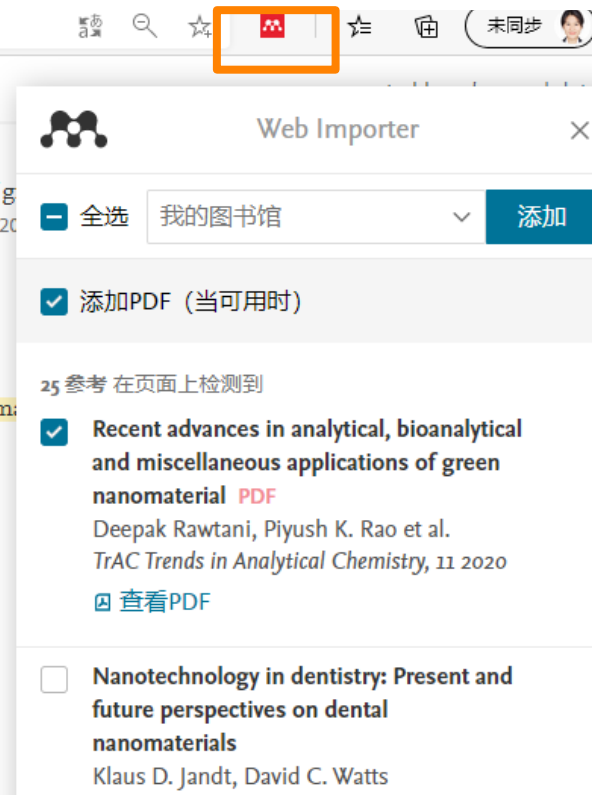 未同步
Web Importer
全选 我的图书馆 添加
添加PDF（当可用时）
25 参考 在页面上检测到
Recent advances in analytical, bioanalytical
and miscellaneous applications of green
nanomaterial PDF
Deepak Rawtani, Piyush K. Rao et al.
TrAC Trends in Analytical Chemistry, 11 2020
查看PDF
Nanotechnology in dentistry: Present and
future perspectives on dental
nanomaterials
Klaus D. Jandt, David C. Watts